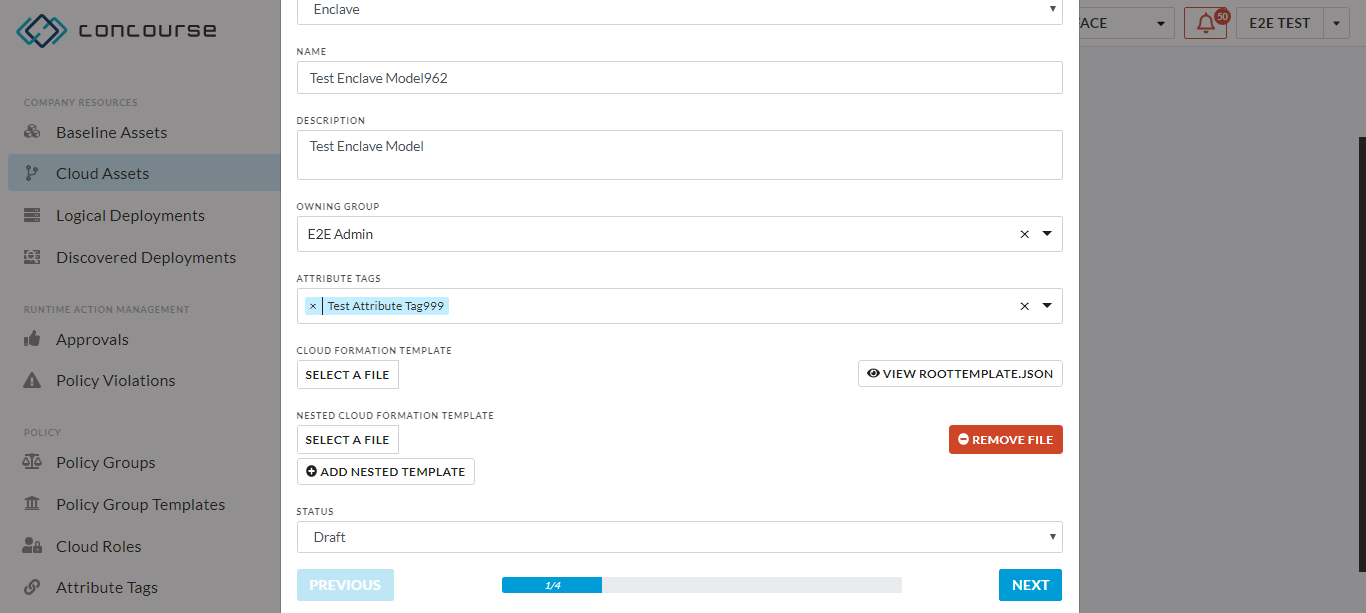 concourse
COMPANY RESOURCES
Baseline Assets
Cloud Assets
Logical Deployments
Discovered Deployments
RUNTIME ACTION MANAGEMENT
Approvals
Policy Violations
POLICY
Policy Groups
Policy Group Templates
Cloud Roles
Attribute Tags
Enclave
NAME
Test Enclave Model962
DESCRIPTION
Test Enclave Model
OWNING GROUP
E2E Admin
ATTRIBUTE TAGS
× Test Attribute Tag999
CLOUD FORMATION TEMPLATE
SELECT A FILE
VIEW ROOTTEMPLATE.JSON
NESTED CLOUD FORMATION TEMPLATE
SELECT A FILE
REMOVE FILE
ADD NESTED TEMPLATE
STATUS
Draft
PREVIOUS
1/4
NEXT
FACE
50
E2E TEST